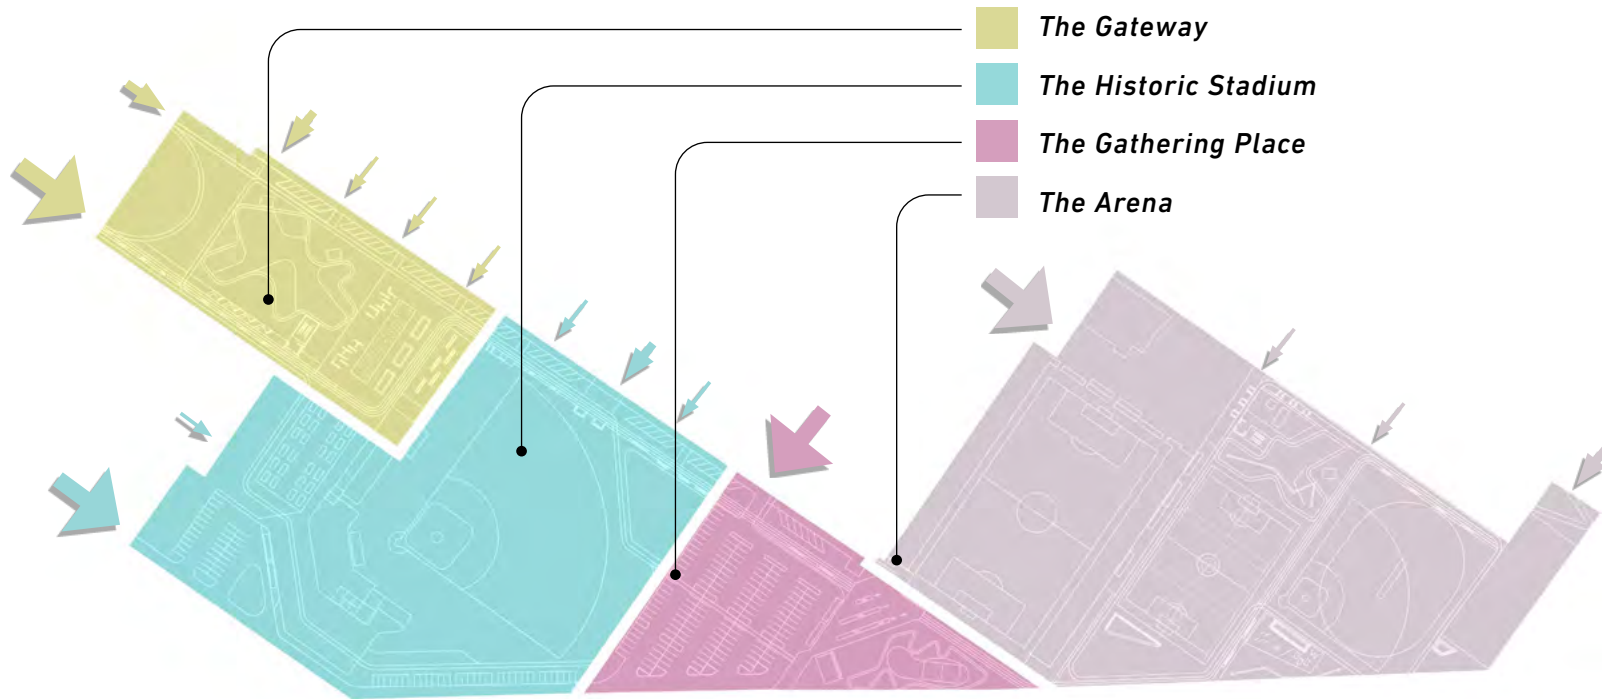 The Gateway
The Historic Stadium
The Gathering Place
The Arena